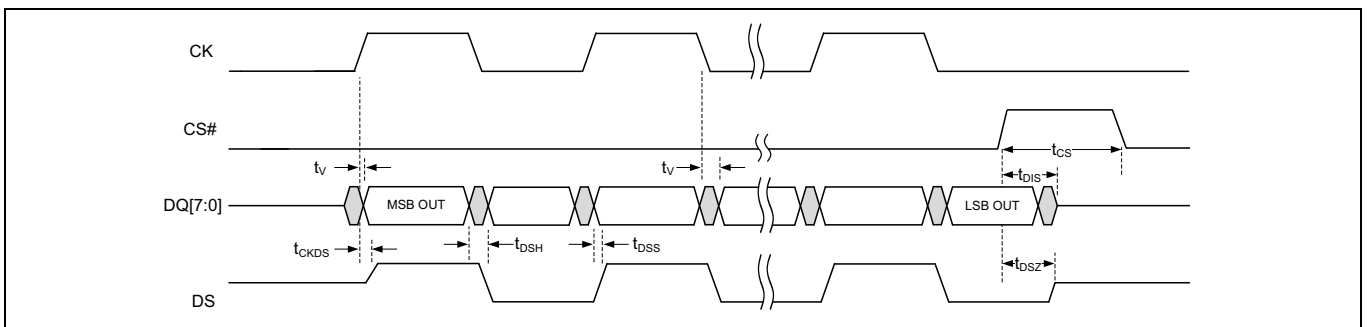 CK
CS#
tCS
tV
tV
tDIS
DQ[7:0]
MSB OUT
LSB OUT
tCKDS
tDSH
tDSS
tDSZ
DS